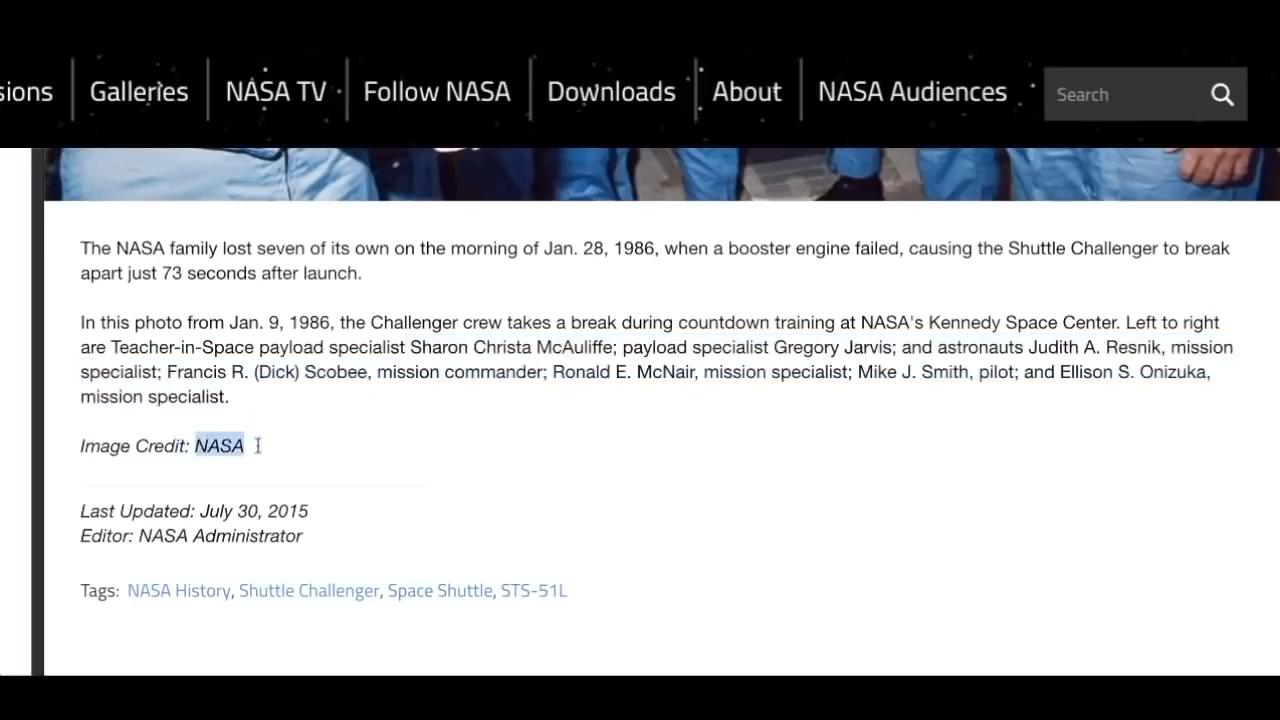 sions Galleries NASA TV Follow NASA Downloads About NASA Audiences Search
The NASA family lost seven of its own on the morning of Jan. 28, 1986, when a booster engine failed, causing the Shuttle Challenger to break
apart just 73 seconds after launch.
In this photo from Jan. 9, 1986, the Challenger crew takes a break during countdown training at NASA's Kennedy Space Center. Left to right
are Teacher-in-Space payload specialist Sharon Christa McAuliffe; payload specialist Gregory Jarvis; and astronauts Judith A. Resnik, mission
specialist; Francis R. (Dick) Scobee, mission commander; Ronald E. McNair, mission specialist; Mike J. Smith, pilot; and Ellison S. Onizuka,
mission specialist.
Image Credit: NASA
Last Updated: July 30, 2015
Editor: NASA Administrator
Tags: NASA History, Shuttle Challenger, Space Shuttle, STS-51L